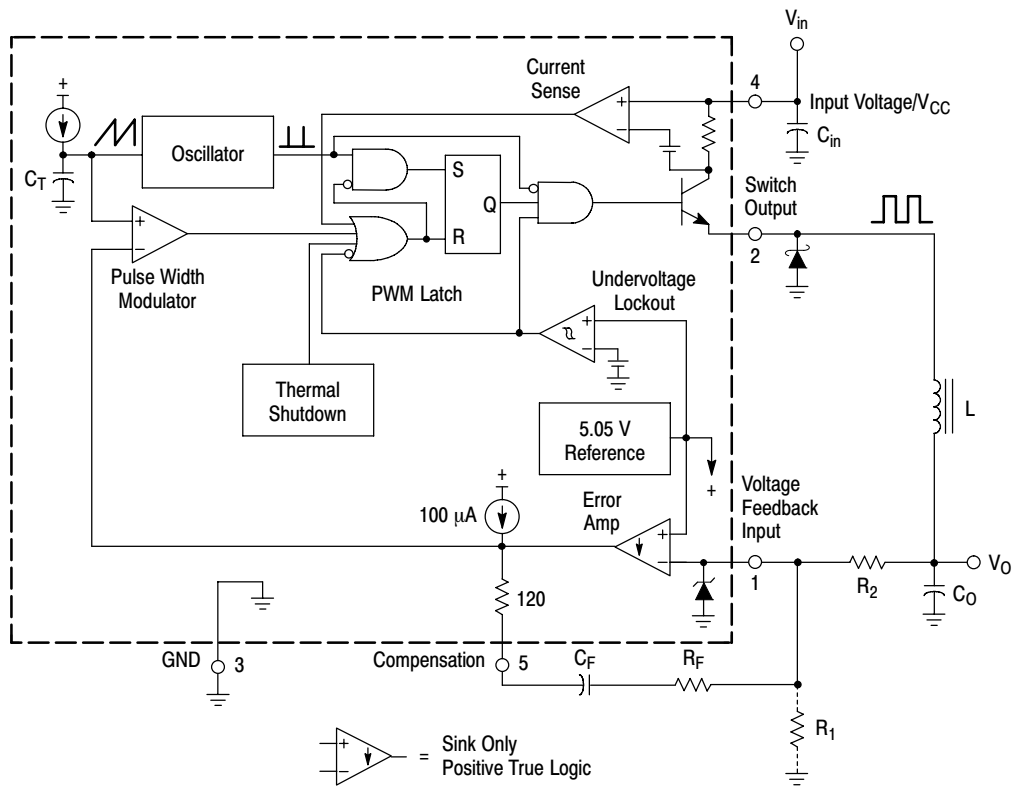 V_in
4
Input Voltage/V_CC
C_in
Current
Sense
+
−
+
C_T
Oscillator
S
Q
R
PWM Latch
+
−
Pulse Width
Modulator
Switch
Output
2
Undervoltage
Lockout
+
−
Thermal
Shutdown
5.05 V
Reference
+
L
Voltage
Feedback
Input
1
Error
Amp
+
−
+
100 µA
120
R_2
V_O
C_O
GND
3
Compensation
5
C_F
R_F
R_1
+
−
= Sink Only
Positive True Logic